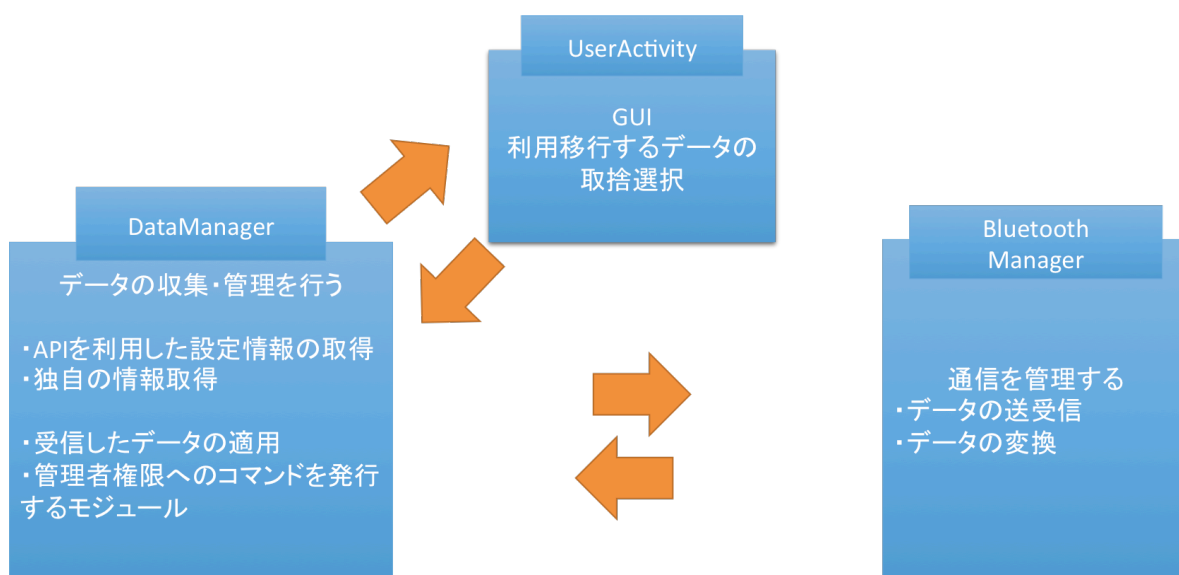 UserActivity
GUI
利用移行するデータの
取捨選択
DataManager
データの収集・管理を行う
・APIを利用した設定情報の取得
・独自の情報取得
・受信したデータの適用
・管理者権限へのコマンドを発行
するモジュール
Bluetooth
Manager
通信を管理する
・データの送受信
・データの変換